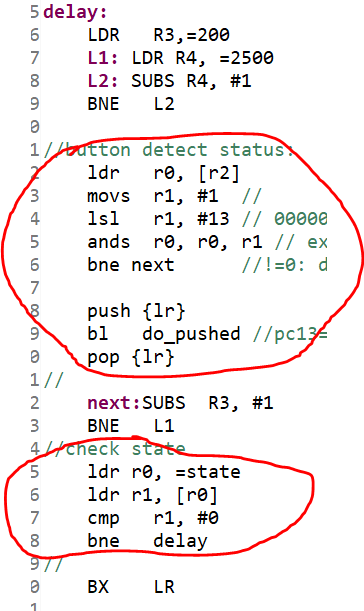 5 delay:
6 LDR R3,=200
7 L1: LDR R4, =2500
8 L2: SUBS R4, #1
9 BNE L2
0
1 //button detect status:
2 ldr r0, [r2]
3 movs r1, #1 //
4 lsl r1, #13 // 00000
5 ands r0, r0, r1 // ex
6 bne next //!=0: d
7
8 push {lr}
9 bl do_pushed //pc13=
0 pop {lr}
1 //
2 next:SUBS R3, #1
3 BNE L1
4 //check state
5 ldr r0, =state
6 ldr r1, [r0]
7 cmp r1, #0
8 bne delay
9 //
0 BX LR